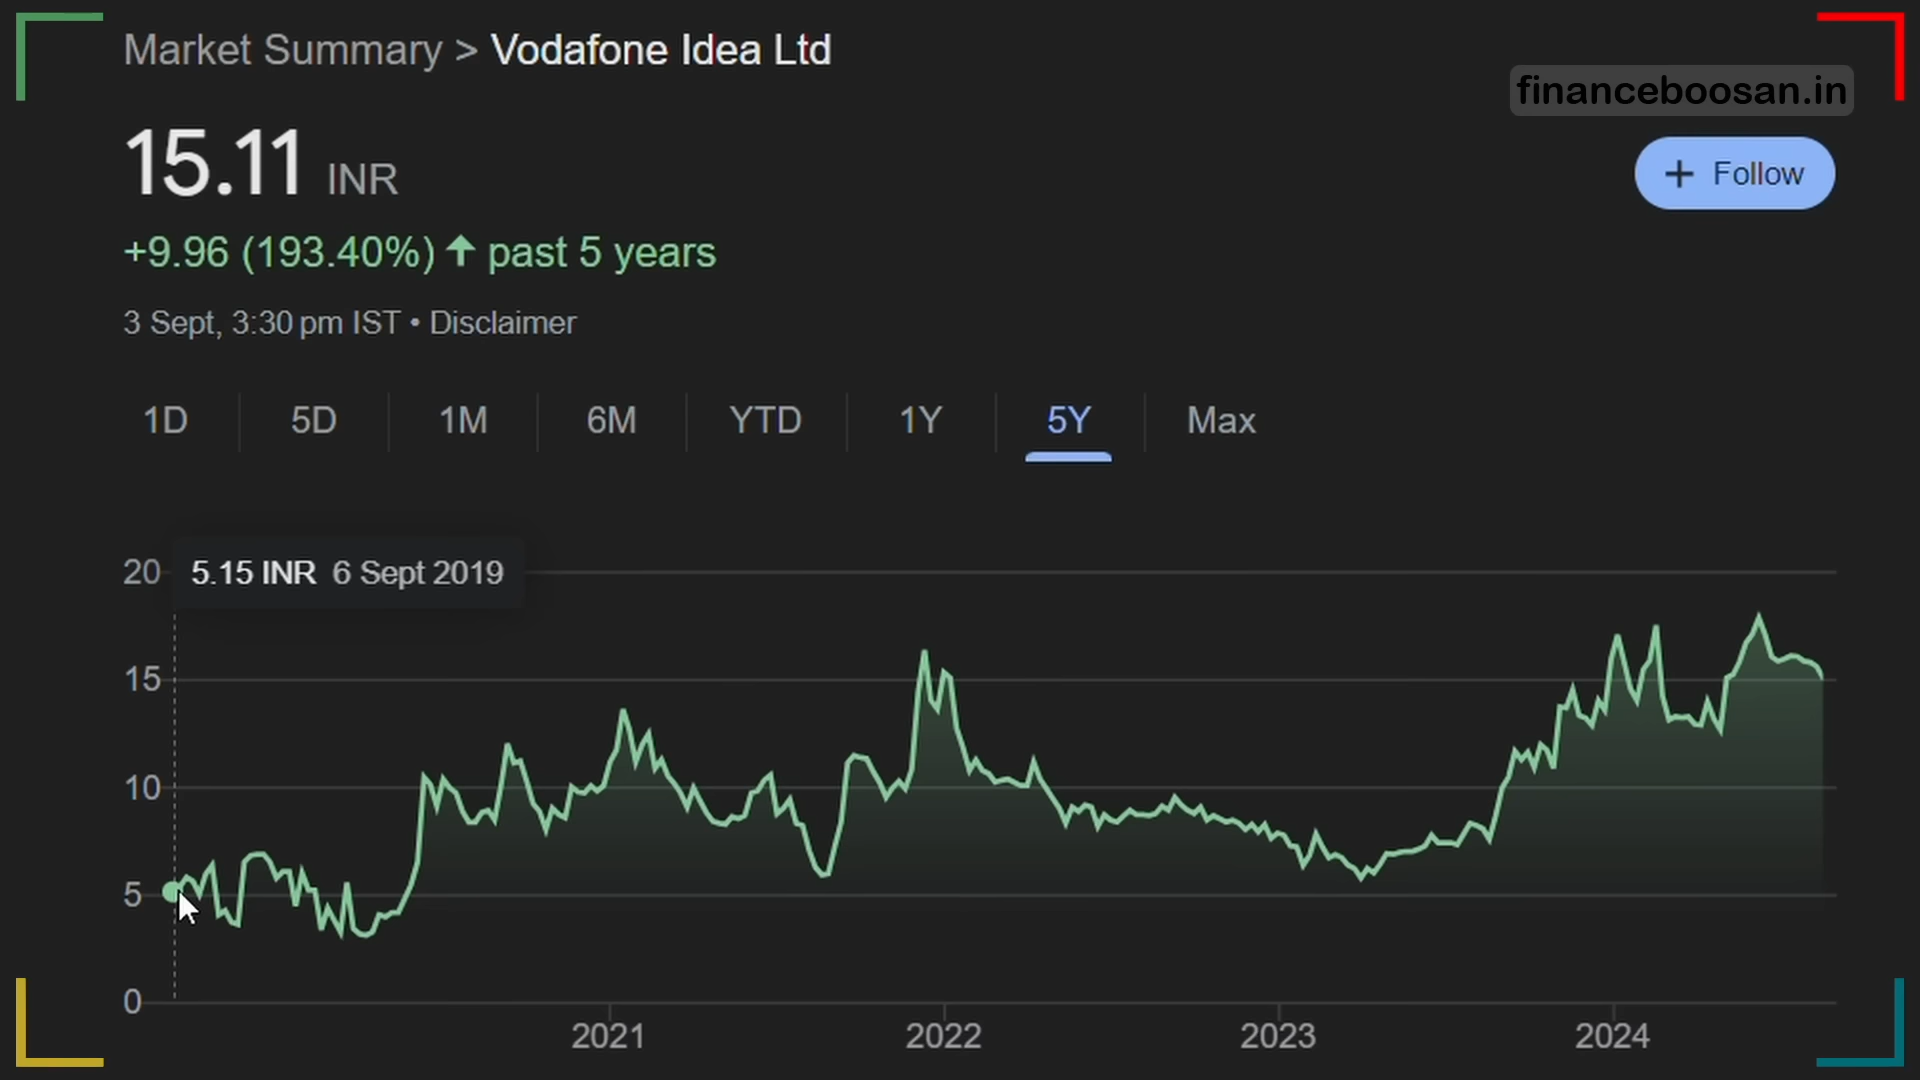 Market Summary > Vodafone Idea Ltd
financeboosan.in
15.11 INR
+ Follow
+9.96 (193.40%) ↑ past 5 years
3 Sept, 3:30 pm IST • Disclaimer
1D 5D 1M 6M YTD 1Y 5Y Max
5.15 INR 6 Sept 2019
20
15
10
5
0
2021 2022 2023 2024